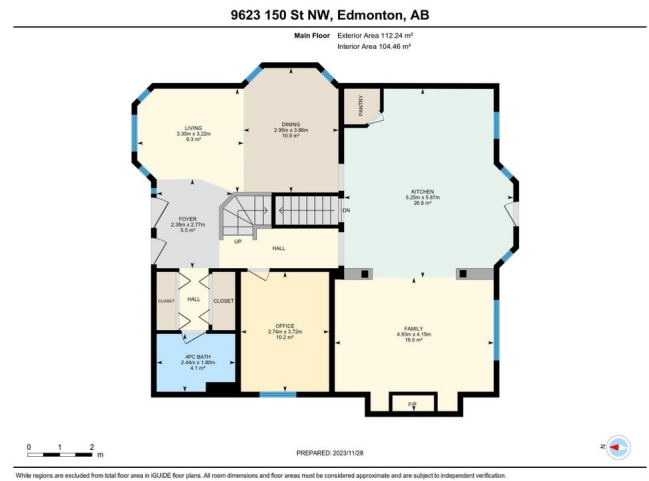 9623 150 St NW, Edmonton, AB
Main Floor Exterior Area 112.24 m²
Interior Area 104.46 m²
PANTRY
LIVING
3.30m x 3.22m
9.3 m²
DINING
2.95m x 3.86m
10.9 m²
KITCHEN
5.25m x 5.87m
26.8 m²
FOYER
2.35m x 2.77m
5.5 m²
DN
UP
HALL
CLOSET
HALL
CLOSET
OFFICE
2.74m x 3.72m
10.2 m²
FAMILY
4.93m x 4.15m
19.0 m²
4PC BATH
2.44m x 1.80m
4.1 m²
F/P
0 1 2
m
PREPARED: 2023/11/28
N
White regions are excluded from total floor area in iGUIDE floor plans. All room dimensions and floor areas must be considered approximate and are subject to independent verification.